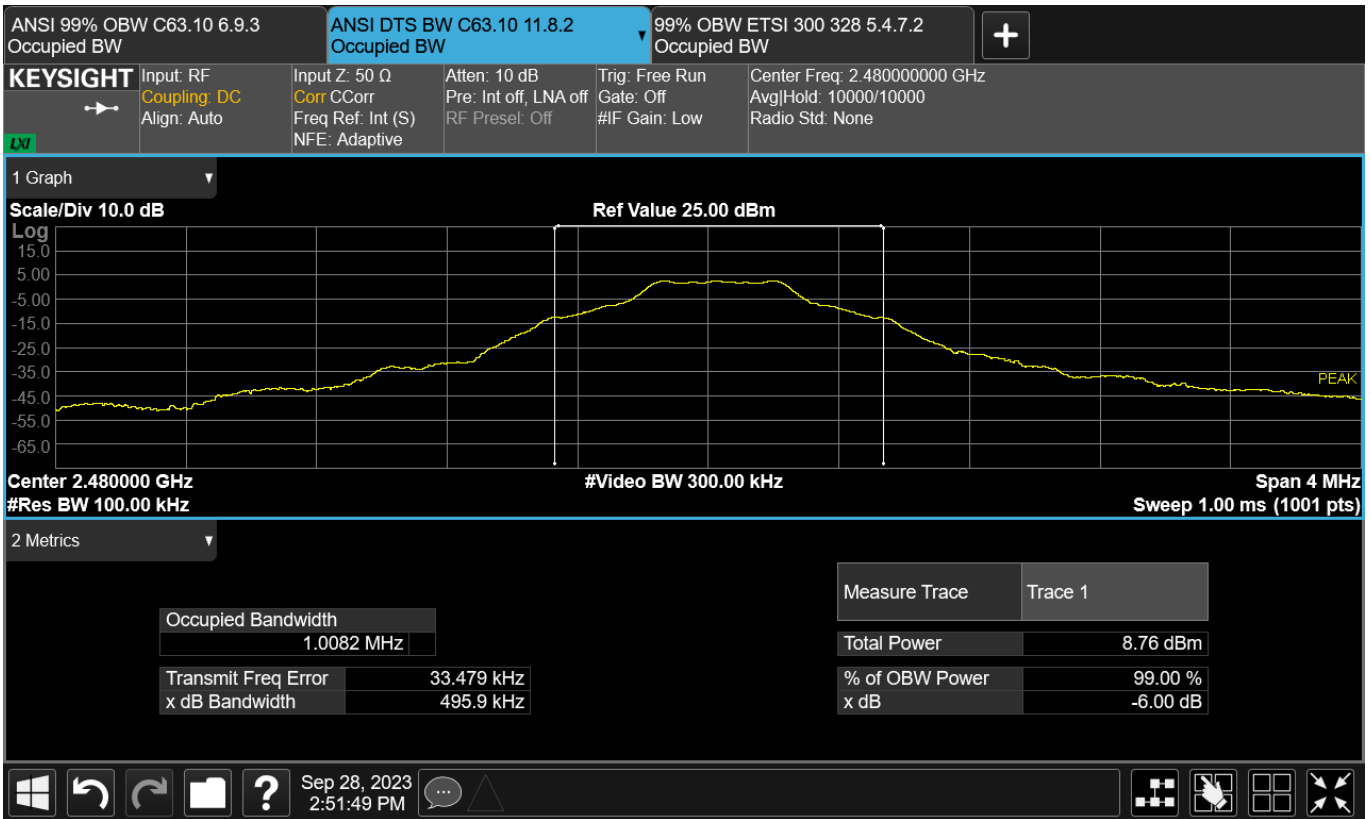 ANSI 99% OBW C63.10 6.9.3
Occupied BW
ANSI DTS BW C63.10 11.8.2
Occupied BW
99% OBW ETSI 300 328 5.4.7.2
Occupied BW
KEYSIGHT
LXI
Input: RF
Coupling: DC
Align: Auto
Input Z: 50 Ω
Corr CCorr
Freq Ref: Int (S)
NFE: Adaptive
Atten: 10 dB
Pre: Int off, LNA off
RF Presel: Off
Trig: Free Run
Gate: Off
#IF Gain: Low
Center Freq: 2.480000000 GHz
Avg|Hold: 10000/10000
Radio Std: None
1 Graph
Scale/Div 10.0 dB
Ref Value 25.00 dBm
Log
15.0
5.00
-5.00
-15.0
-25.0
-35.0
-45.0
-55.0
-65.0
PEAK
Center 2.480000 GHz
#Video BW 300.00 kHz
Span 4 MHz
#Res BW 100.00 kHz
Sweep 1.00 ms (1001 pts)
2 Metrics
Measure Trace Trace 1
Occupied Bandwidth
1.0082 MHz
Total Power 8.76 dBm
Transmit Freq Error 33.479 kHz
% of OBW Power 99.00 %
x dB Bandwidth 495.9 kHz
x dB -6.00 dB
?
Sep 28, 2023
2:51:49 PM